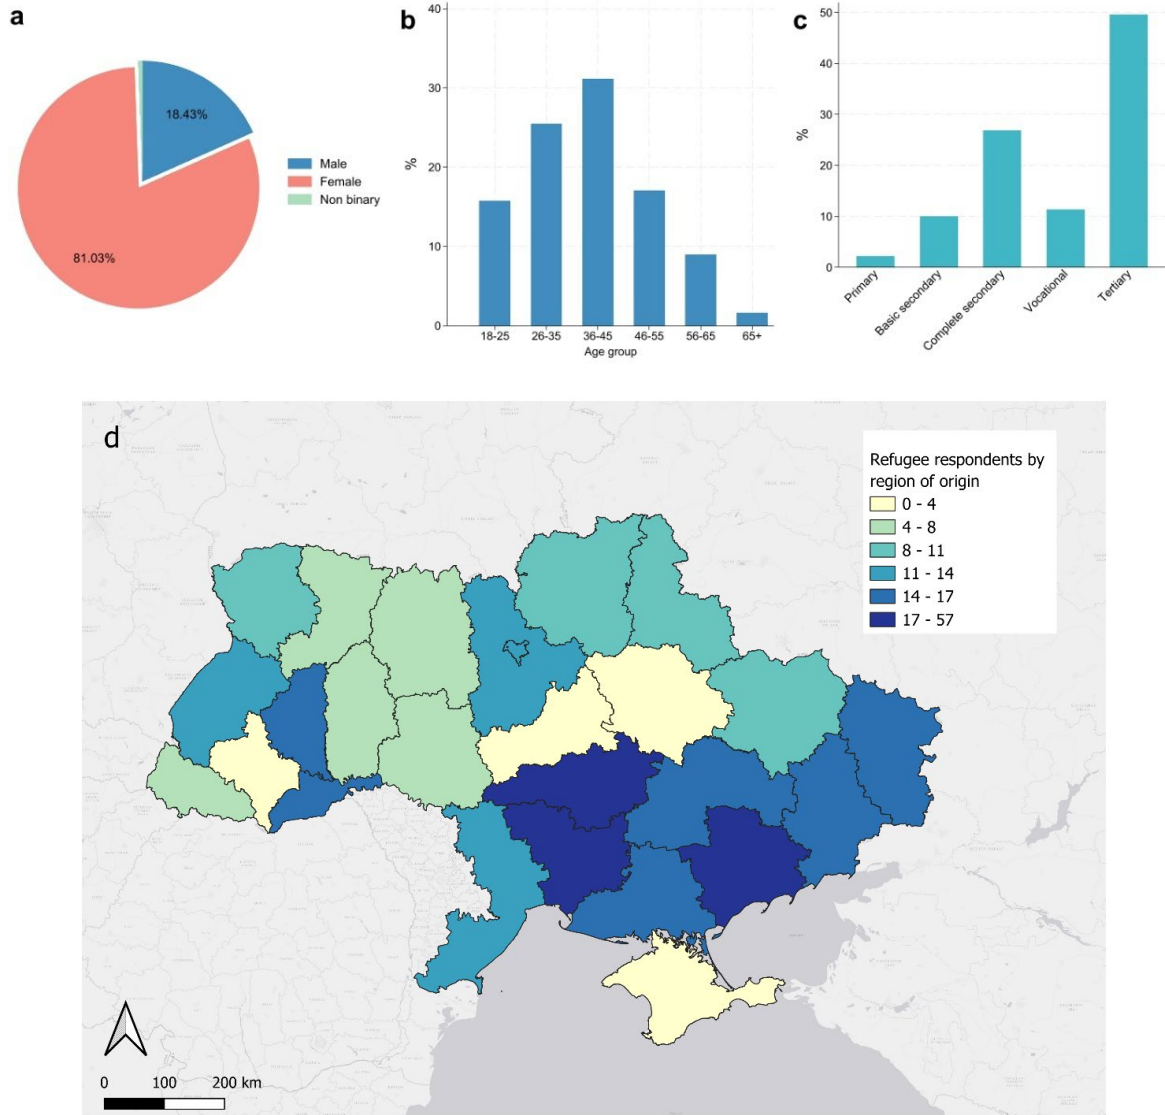 a
18.43%
81.03%
Male
Female
Non binary
b
%
40
30
20
10
0
18-25
26-35
36-45
46-55
56-65
65+
Age group
c
%
50
40
30
20
10
0
Primary
Basic secondary
Complete secondary
Vocational
Tertiary
d
Refugee respondents by
region of origin
0 - 4
4 - 8
8 - 11
11 - 14
14 - 17
17 - 57
0 100 200 km